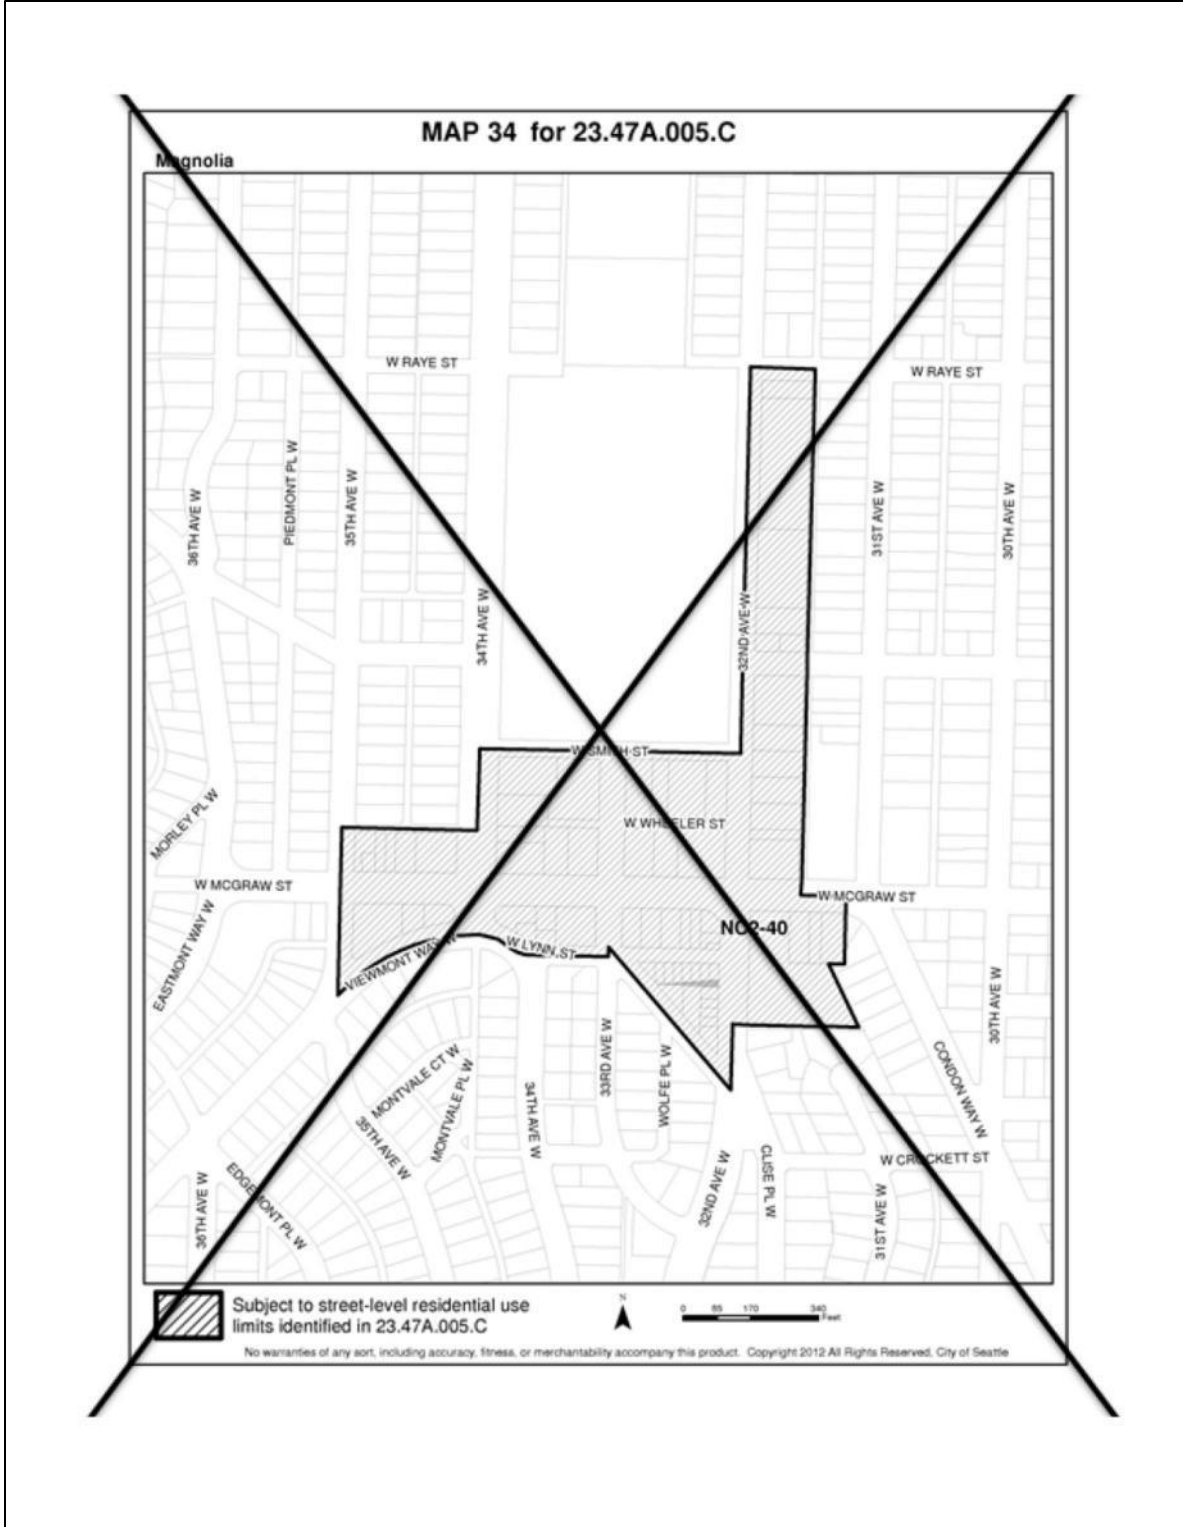 MAP 34 for 23.47A.005.C
Magnolia
W RAYE ST
W RAYE ST
36TH AVE W
PIEDMONT PL W
35TH AVE W
31ST AVE W
30TH AVE W
34TH AVE W
32ND AVE W
W SMITH ST
MORLEY PL W
W WHEELER ST
W MCGRAW ST
W MCGRAW ST
EASTMONT WAY W
NC2-40
VIEWMONT WAY W
W LYNN ST
30TH AVE W
MONTVALE CT W
MONTVALE PL W
33RD AVE W
WOLFE PL W
CONDON WAY W
35TH AVE W
34TH AVE W
W CROCKETT ST
36TH AVE W
EDGEMONT PL W
32ND AVE W
CLISE PL W
31ST AVE W
Subject to street-level residential use
limits identified in 23.47A.005.C
N
0 85 170 340
Feet
No warranties of any sort, including accuracy, fitness, or merchantability accompany this product. Copyright 2012 All Rights Reserved, City of Seattle